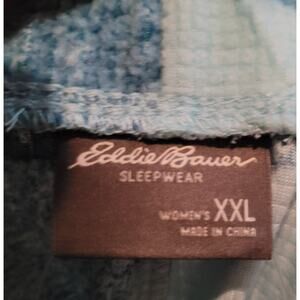 Eddie Bauer
SLEEPWEAR
WOMEN'S XXL
MADE IN CHINA